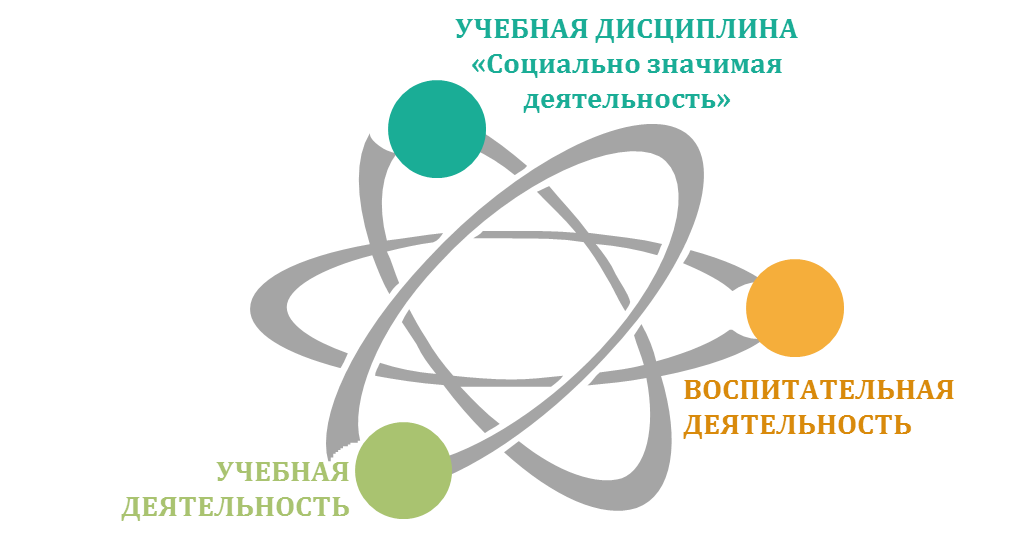 УЧЕБНАЯ ДИСЦИПЛИНА
«Социально значимая
деятельность»
ВОСПИТАТЕЛЬНАЯ
ДЕЯТЕЛЬНОСТЬ
УЧЕБНАЯ
ДЕЯТЕЛЬНОСТЬ